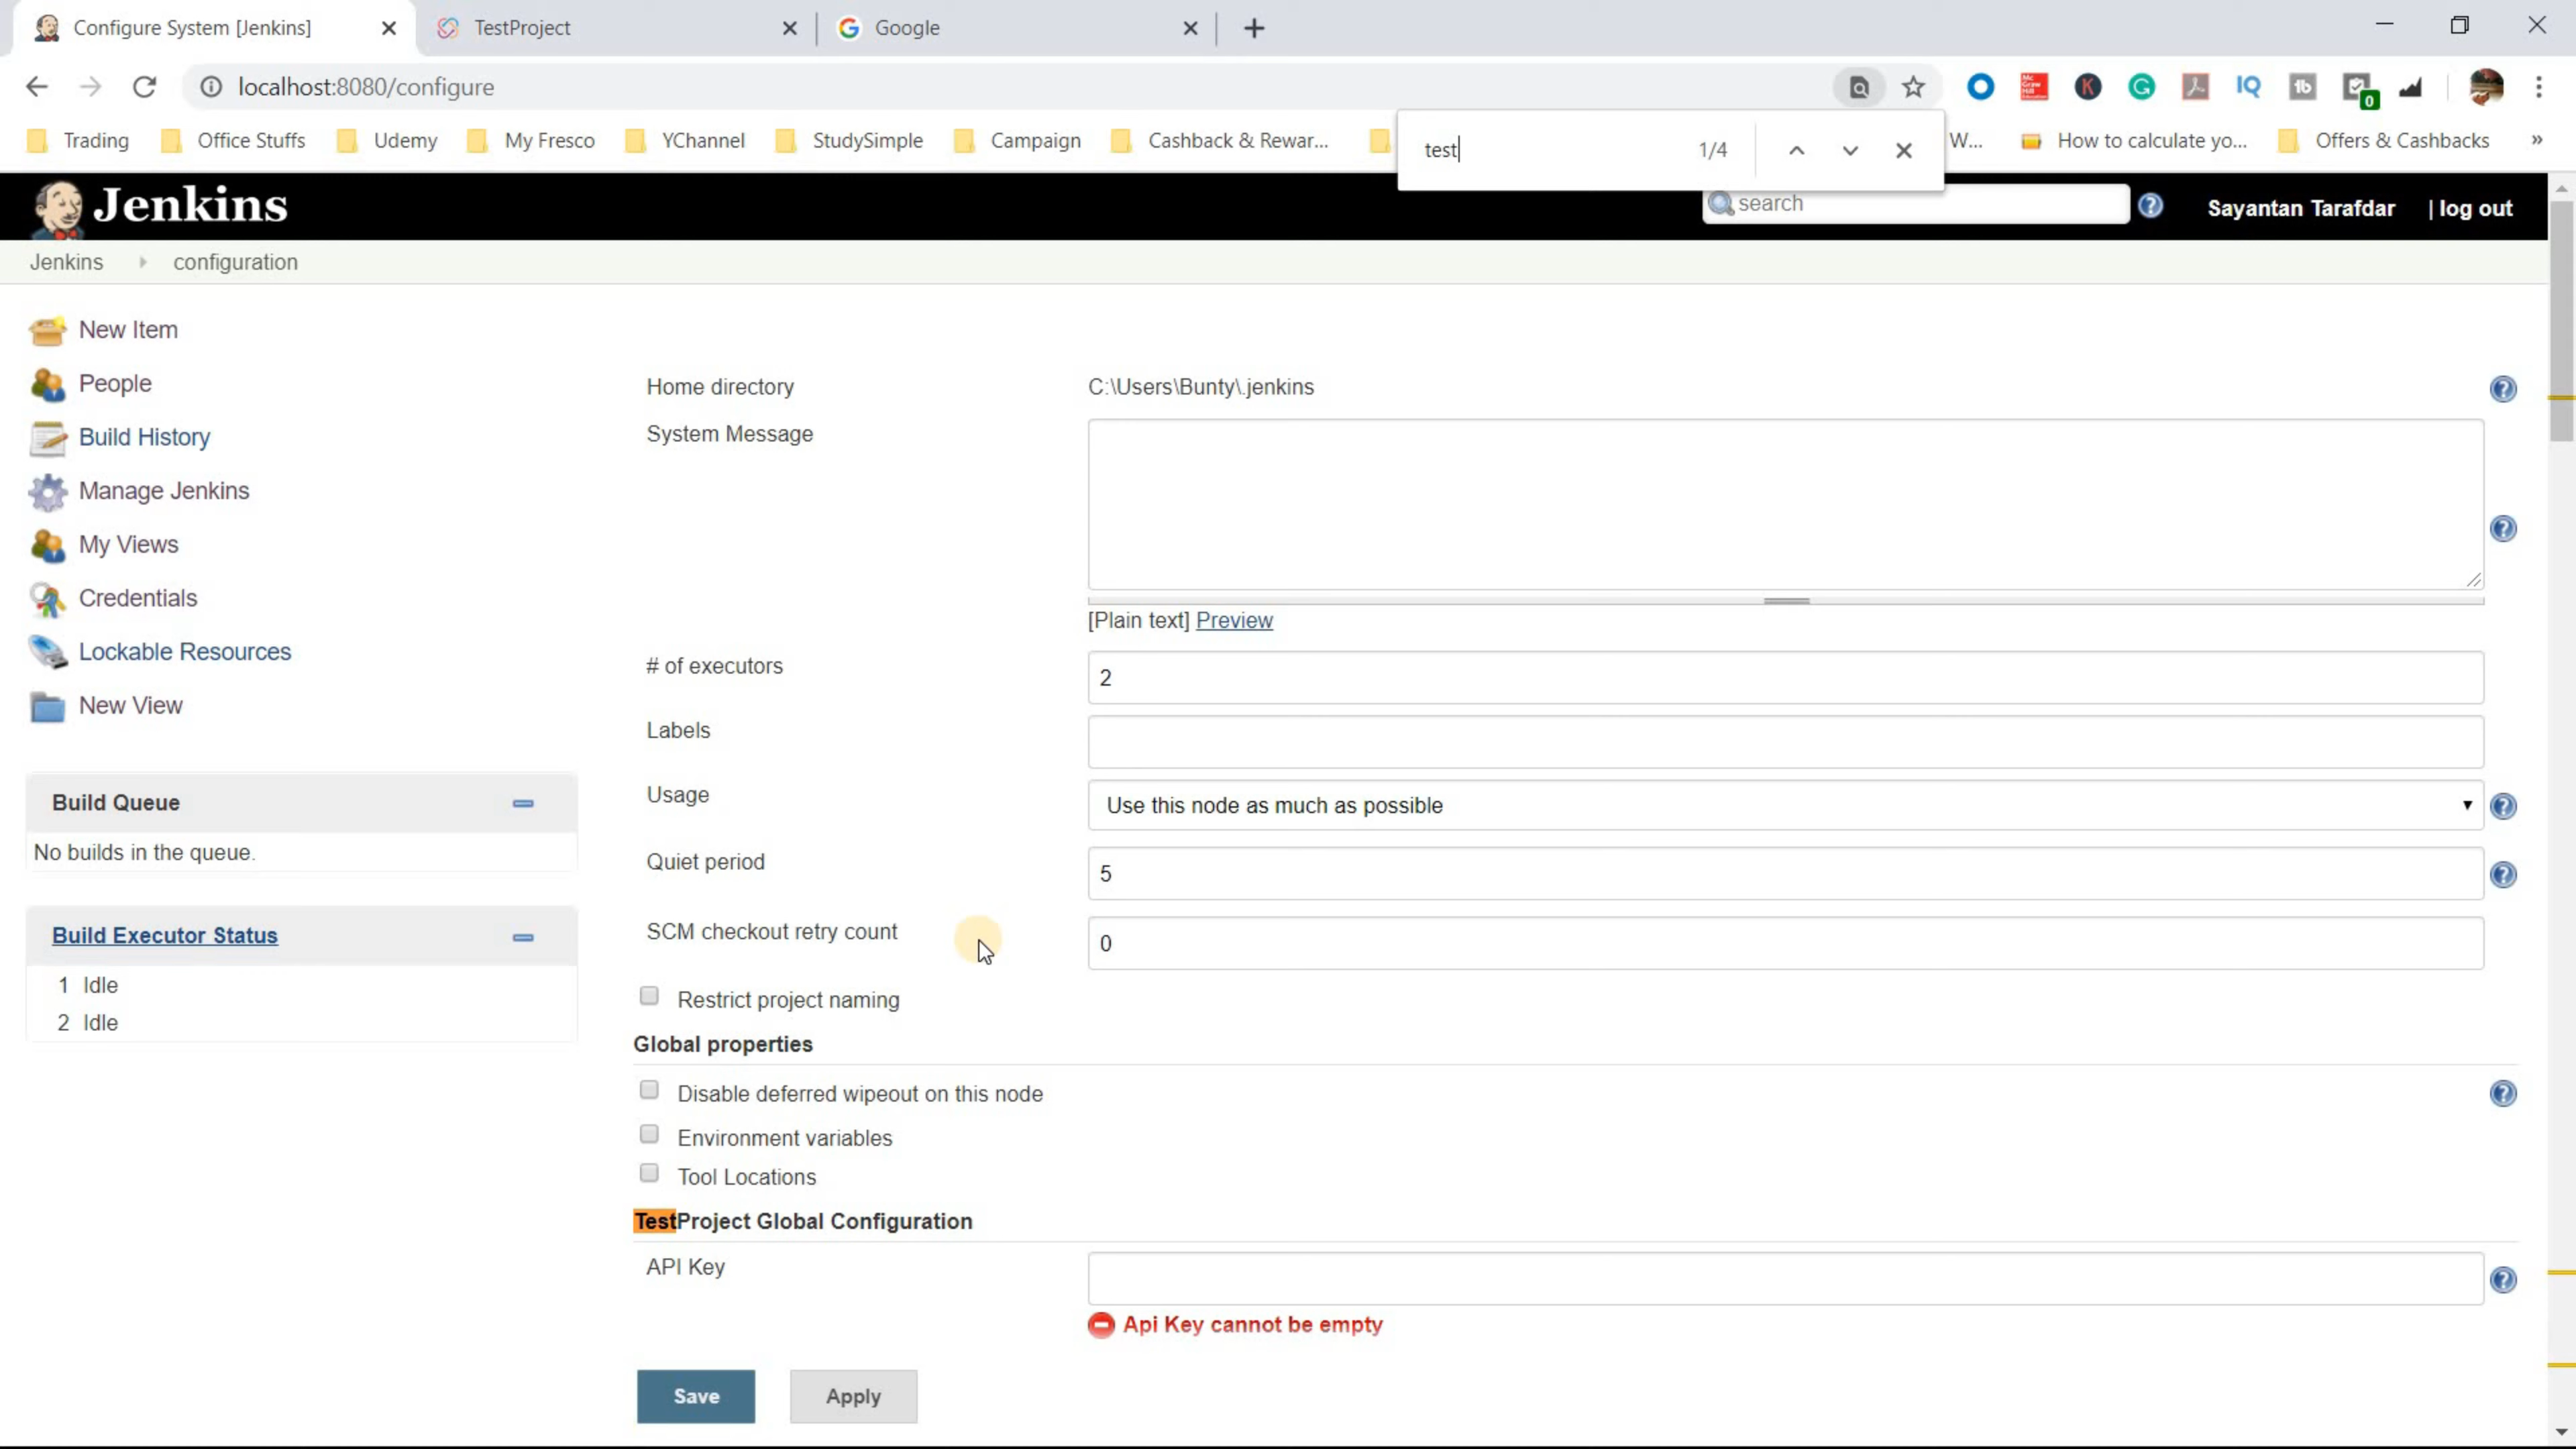 Configure System [Jenkins]
TestProject
Google
localhost:8080/configure
Trading
Office Stuffs
Udemy
My Fresco
YChannel
StudySimple
Campaign
Cashback & Rewar...
W...
How to calculate yo...
Offers & Cashbacks
»
test
1/4
0
Jenkins
search
Sayantan Tarafdar
| log out
Jenkins
configuration
New Item
People
Build History
Manage Jenkins
My Views
Credentials
Lockable Resources
New View
Build Queue
No builds in the queue.
Build Executor Status
1 Idle
2 Idle
Home directory
C:\Users\Bunty\.jenkins
System Message
[Plain text] Preview
# of executors
2
Labels
Usage
Use this node as much as possible
Quiet period
5
SCM checkout retry count
0
Restrict project naming
Global properties
Disable deferred wipeout on this node
Environment variables
Tool Locations
TestProject Global Configuration
API Key
Api Key cannot be empty
Save
Apply